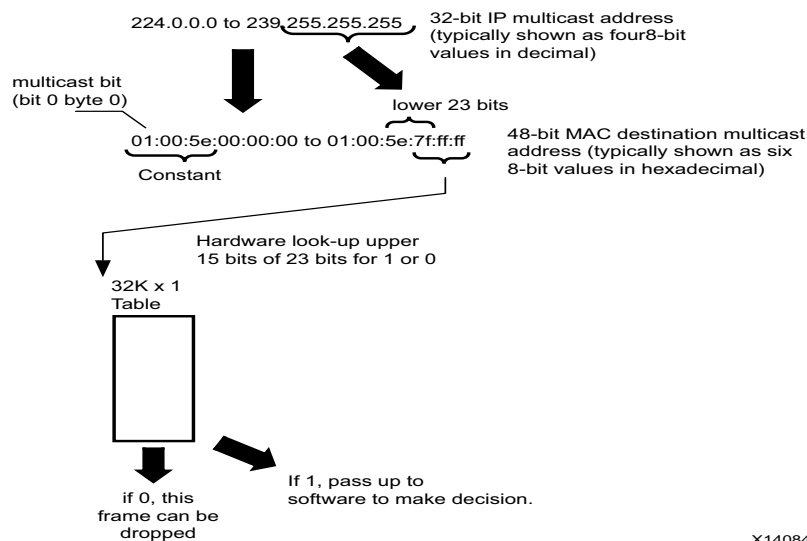 224.0.0.0 to 239.255.255.255
32-bit IP multicast address
(typically shown as four8-bit
values in decimal)
multicast bit
(bit 0 byte 0)
lower 23 bits
01:00:5e:00:00:00 to 01:00:5e:7f:ff:ff
48-bit MAC destination multicast
address (typically shown as six
8-bit values in hexadecimal)
Constant
Hardware look-up upper
15 bits of 23 bits for 1 or 0
32K x 1
Table
If 1, pass up to
software to make decision.
if 0, this
frame can be
dropped
X14084